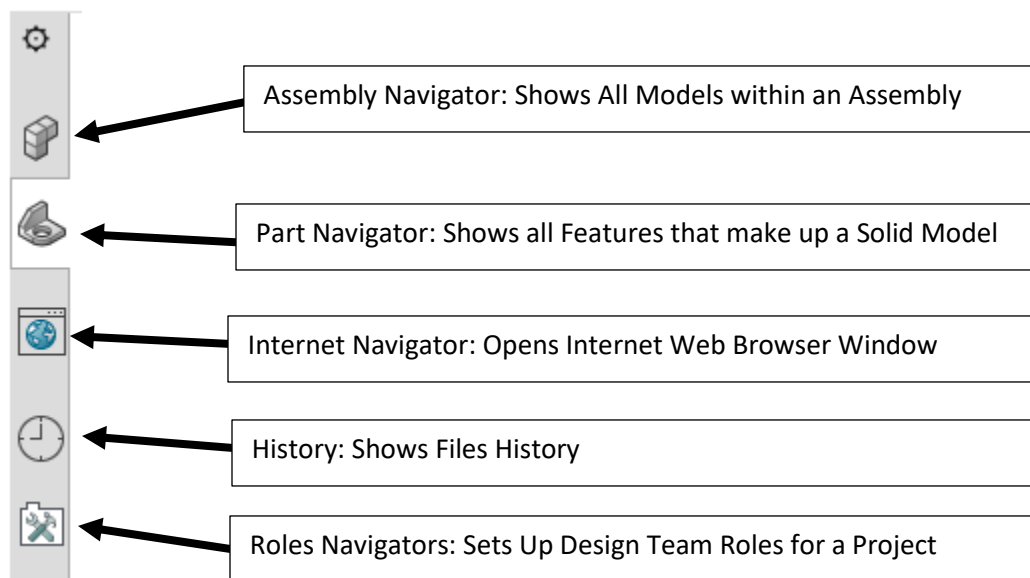 Assembly Navigator: Shows All Models within an Assembly
Part Navigator: Shows all Features that make up a Solid Model
Internet Navigator: Opens Internet Web Browser Window
History: Shows Files History
Roles Navigators: Sets Up Design Team Roles for a Project